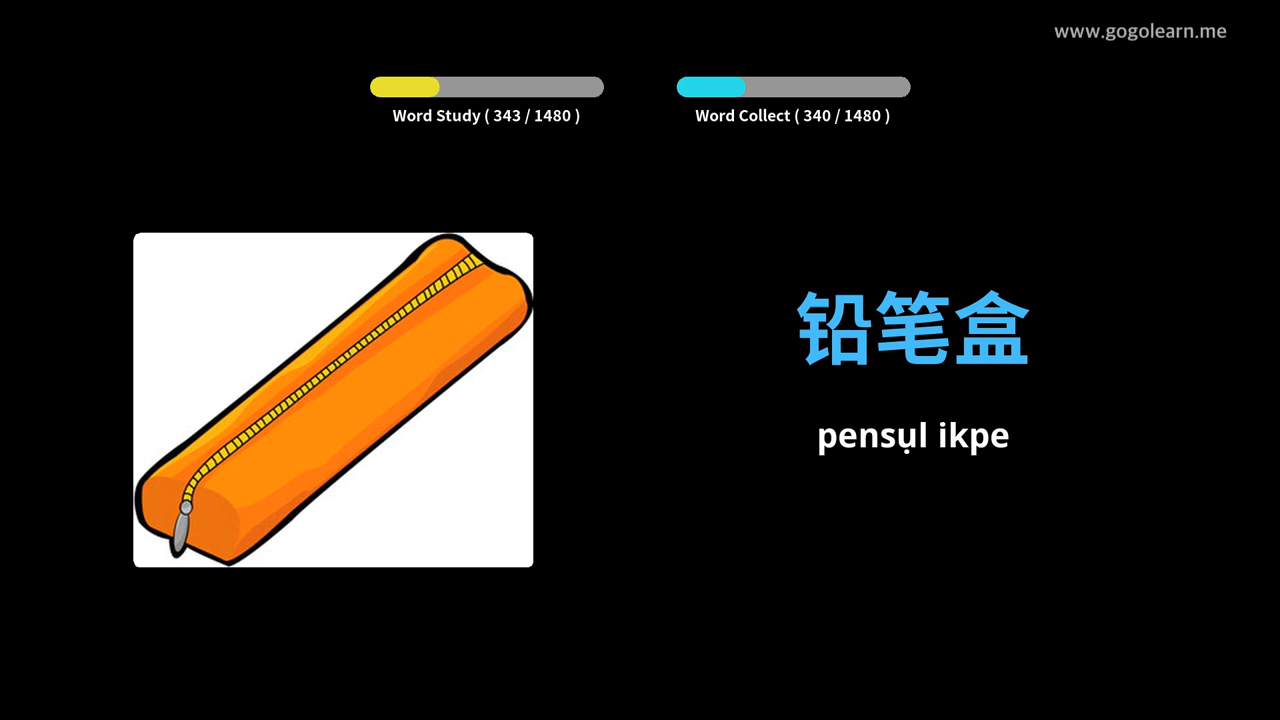 www.gogolearn.me
Word Study ( 343 / 1480 )
Word Collect ( 340 / 1480 )
铅笔盒
pensụl ikpe